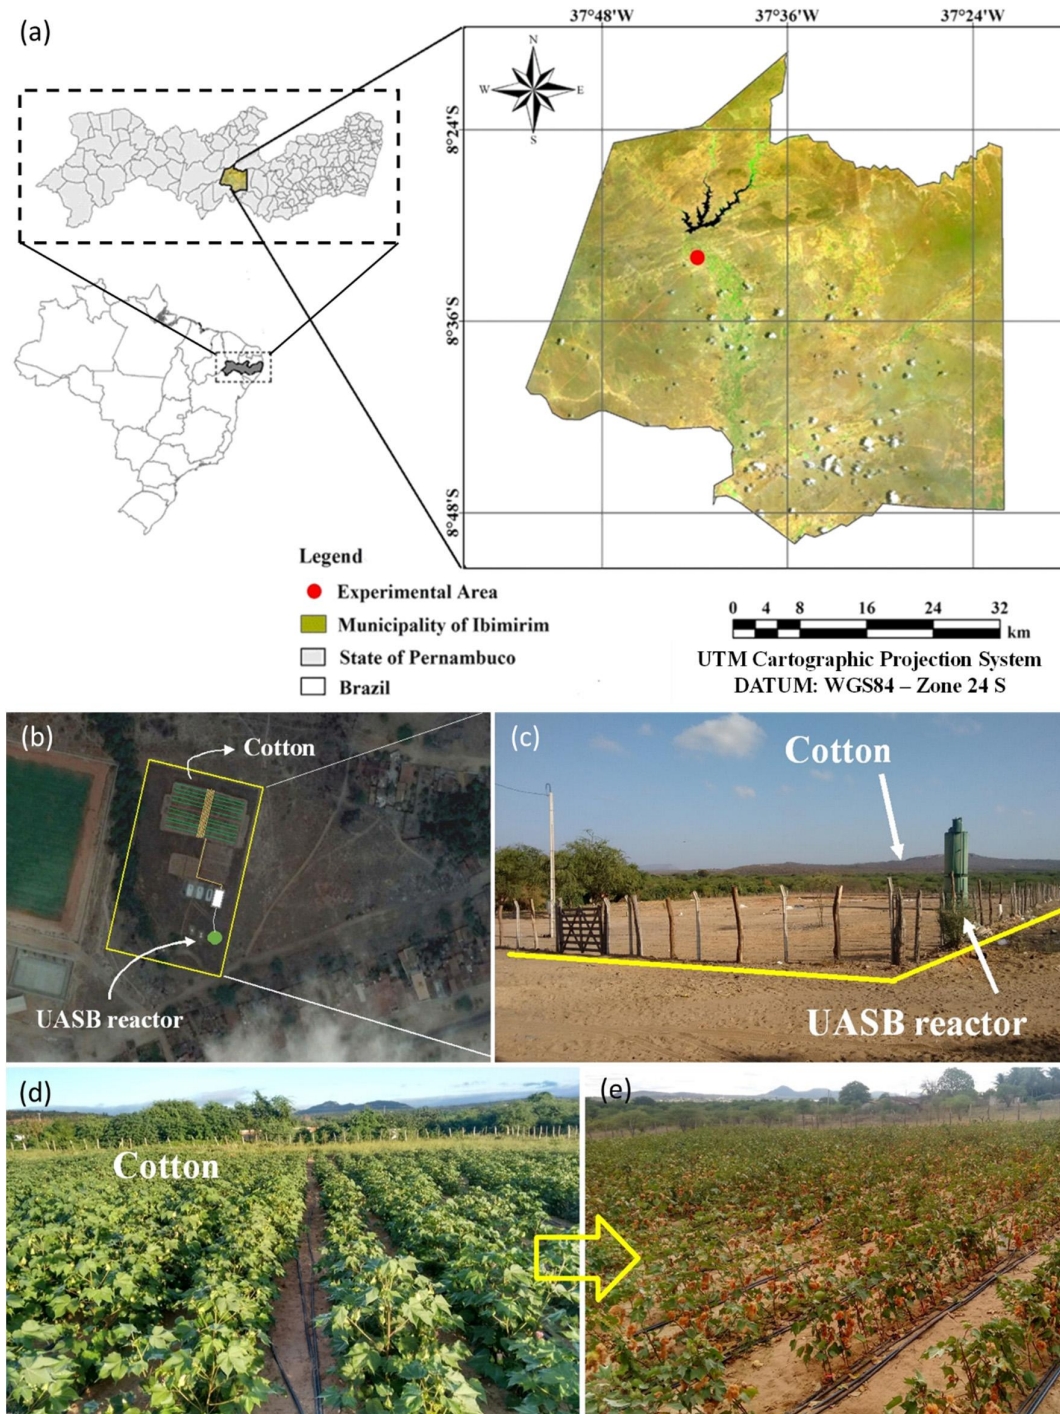 (a)
37°48'W
37°36'W
37°24'W
N
W
E
S
8°24'S
8°36'S
8°48'S
Legend
Experimental Area
Municipality of Ibimirim
State of Pernambuco
Brazil
0 4 8 16 24 32
km
UTM Cartographic Projection System
DATUM: WGS84 – Zone 24 S
(b)
Cotton
UASB reactor
(c)
Cotton
UASB reactor
(d)
Cotton
(e)